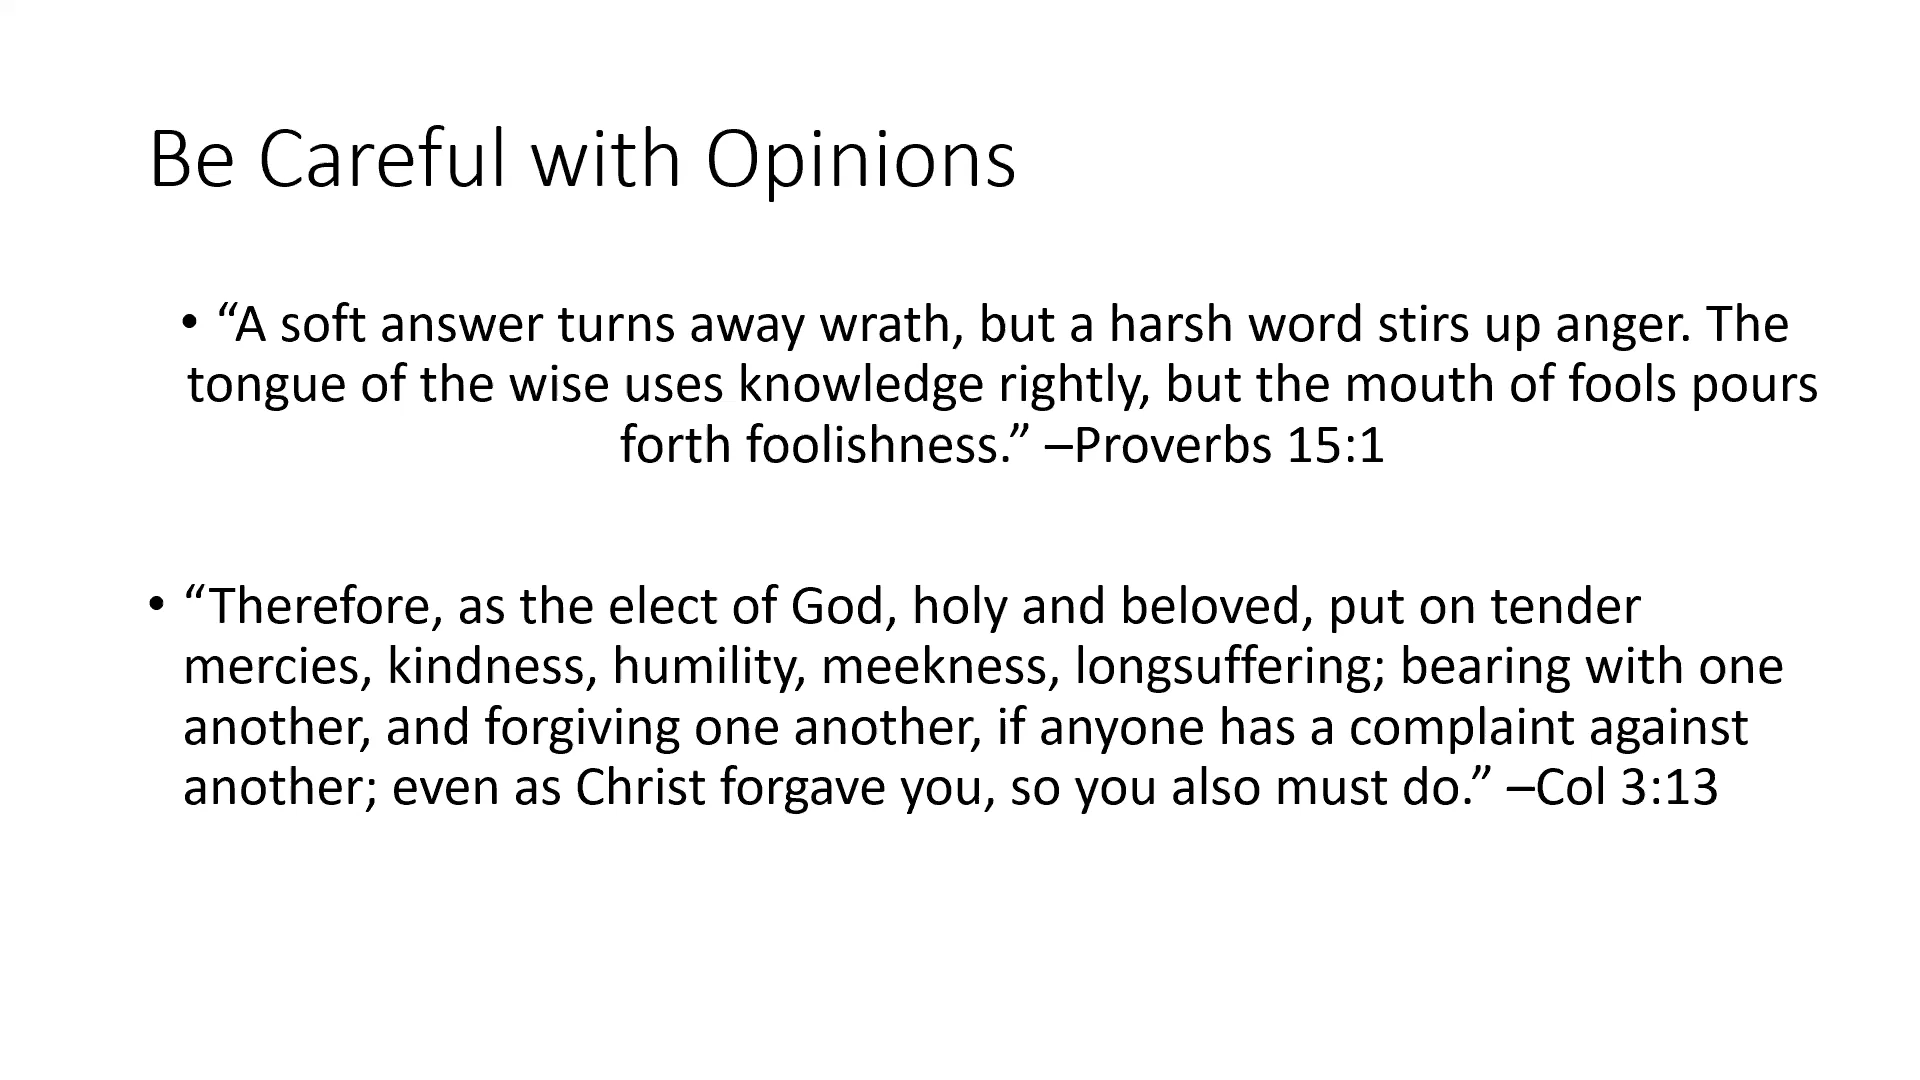 Be Careful with Opinions
• “A soft answer turns away wrath, but a harsh word stirs up anger. The
tongue of the wise uses knowledge rightly, but the mouth of fools pours
forth foolishness.” –Proverbs 15:1
• “Therefore, as the elect of God, holy and beloved, put on tender
mercies, kindness, humility, meekness, longsuffering; bearing with one
another, and forgiving one another, if anyone has a complaint against
another; even as Christ forgave you, so you also must do.” –Col 3:13